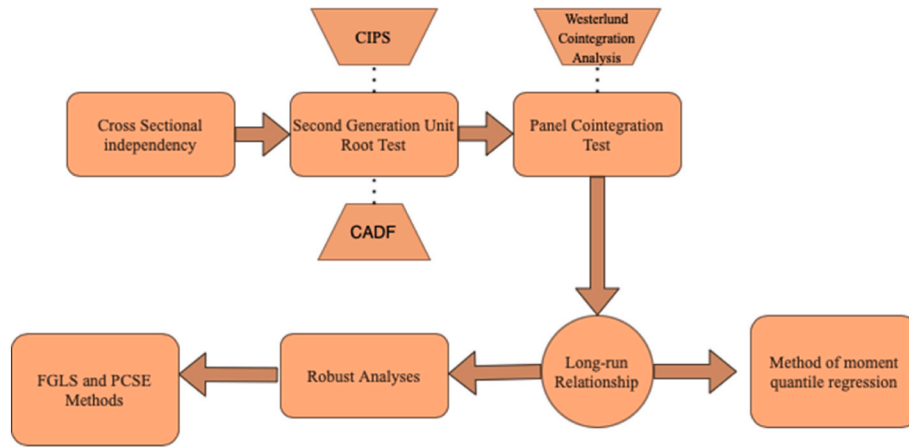 CIPS
Westerlund
Cointegration
Analysis
Cross Sectional
independency
Second Generation Unit
Root Test
Panel Cointegration
Test
CADF
FGLS and PCSE
Methods
Robust Analyses
Long-run
Relationship
Method of moment
quantile regression